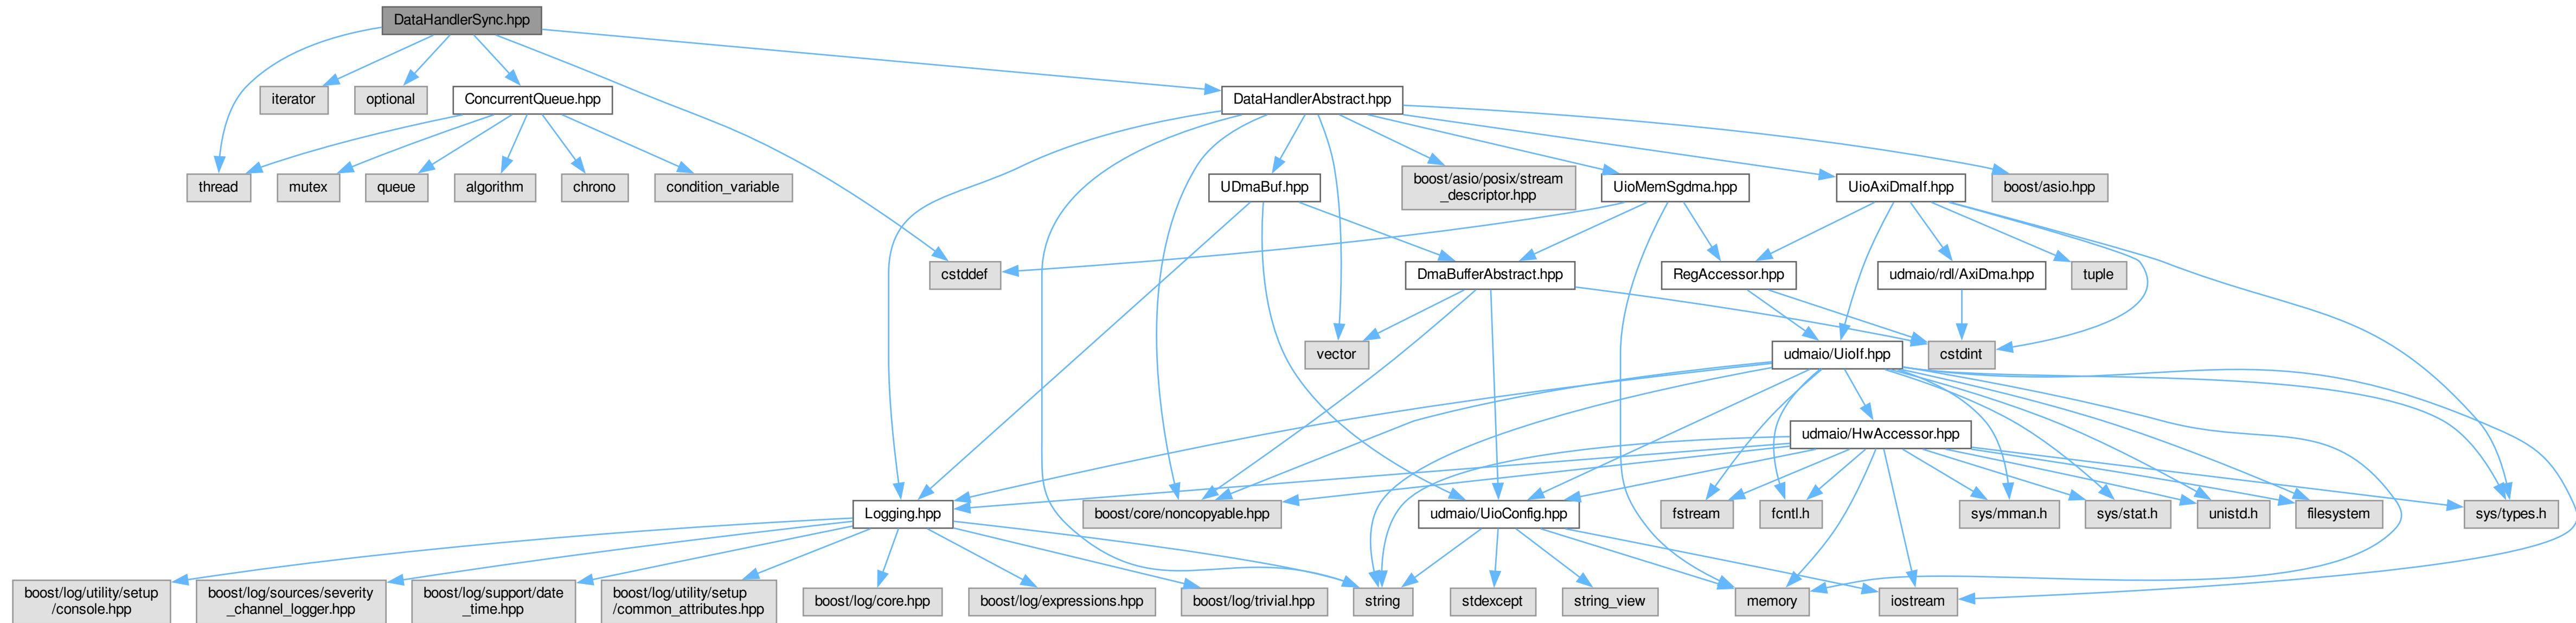 DataHandlerSync.hpp
iterator
optional
ConcurrentQueue.hpp
DataHandlerAbstract.hpp
thread
mutex
queue
algorithm
chrono
condition_variable
UDmaBuf.hpp
boost/asio/posix/stream
_descriptor.hpp
UioMemSgdma.hpp
UioAxiDmaIf.hpp
boost/asio.hpp
cstddef
DmaBufferAbstract.hpp
RegAccessor.hpp
udmaio/rdl/AxiDma.hpp
tuple
vector
udmaio/UioIf.hpp
cstdint
udmaio/HwAccessor.hpp
Logging.hpp
boost/core/noncopyable.hpp
udmaio/UioConfig.hpp
fstream
fcntl.h
sys/mman.h
sys/stat.h
unistd.h
filesystem
sys/types.h
boost/log/utility/setup
/console.hpp
boost/log/sources/severity
_channel_logger.hpp
boost/log/support/date
_time.hpp
boost/log/utility/setup
/common_attributes.hpp
boost/log/core.hpp
boost/log/expressions.hpp
boost/log/trivial.hpp
string
stdexcept
string_view
memory
iostream